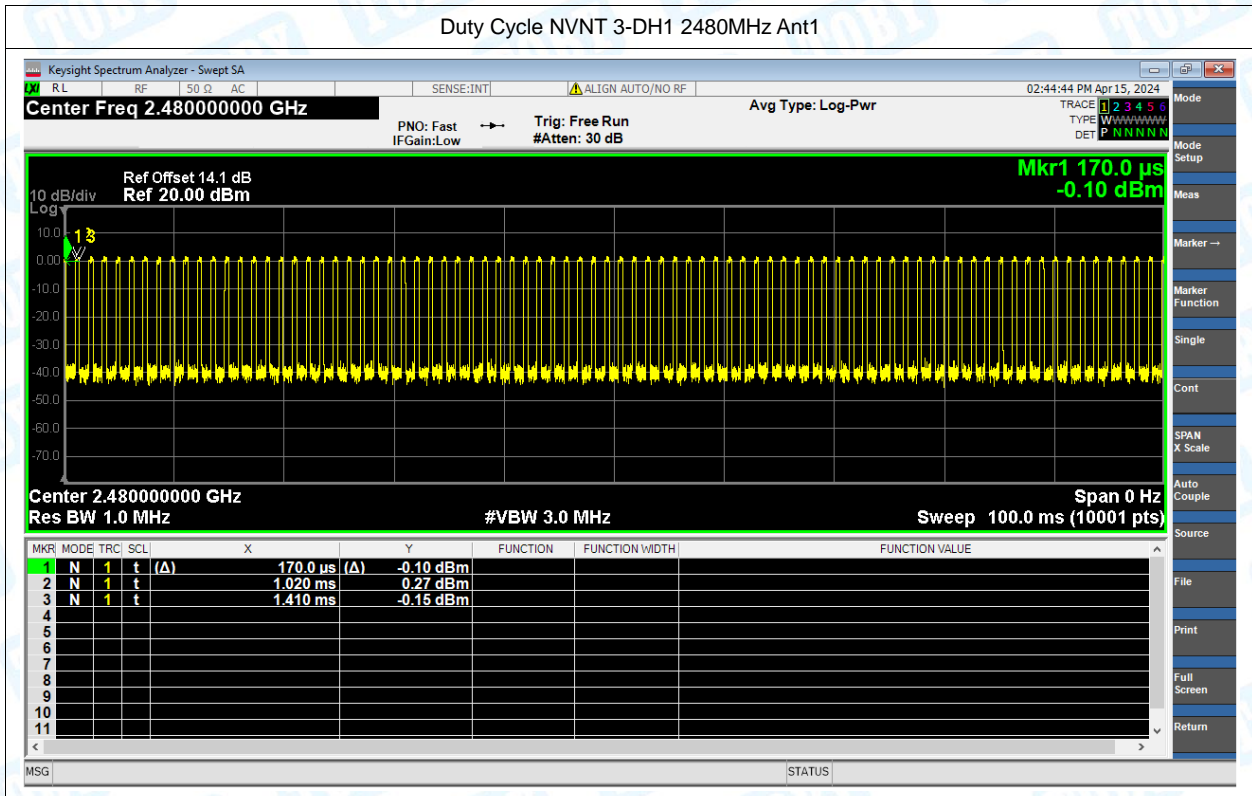 Duty Cycle NVNT 3-DH1 2480MHz Ant1
Keysight Spectrum Analyzer - Swept SA
LXI RL RF 50 Ω AC SENSE:INT ALIGN AUTO/NO RF 02:44:44 PM Apr 15, 2024
Center Freq 2.480000000 GHz
Avg Type: Log-Pwr
TRACE 1 2 3 4 5 6
PNO: Fast Trig: Free Run
TYPE WWWWWWW
IFGain:Low #Atten: 30 dB
DET P N N N N N
Mkr1 170.0 µs
-0.10 dBm
Ref Offset 14.1 dB
10 dB/div Ref 20.00 dBm
Log
10.0
0.00
-10.0
-20.0
-30.0
-40.0
-50.0
-60.0
-70.0
1 3
Center 2.480000000 GHz Span 0 Hz
Res BW 1.0 MHz #VBW 3.0 MHz Sweep 100.0 ms (10001 pts)
MKR MODE TRC SCL X Y FUNCTION FUNCTION WIDTH FUNCTION VALUE
1 N 1 t (Δ) 170.0 µs (Δ) -0.10 dBm
2 N 1 t 1.020 ms 0.27 dBm
3 N 1 t 1.410 ms -0.15 dBm
4
5
6
7
8
9
10
11
MSG STATUS
Mode
Mode
Setup
Meas
Marker →
Marker
Function
Single
Cont
SPAN
X Scale
Auto
Couple
Source
File
Print
Full
Screen
Return
TOBY